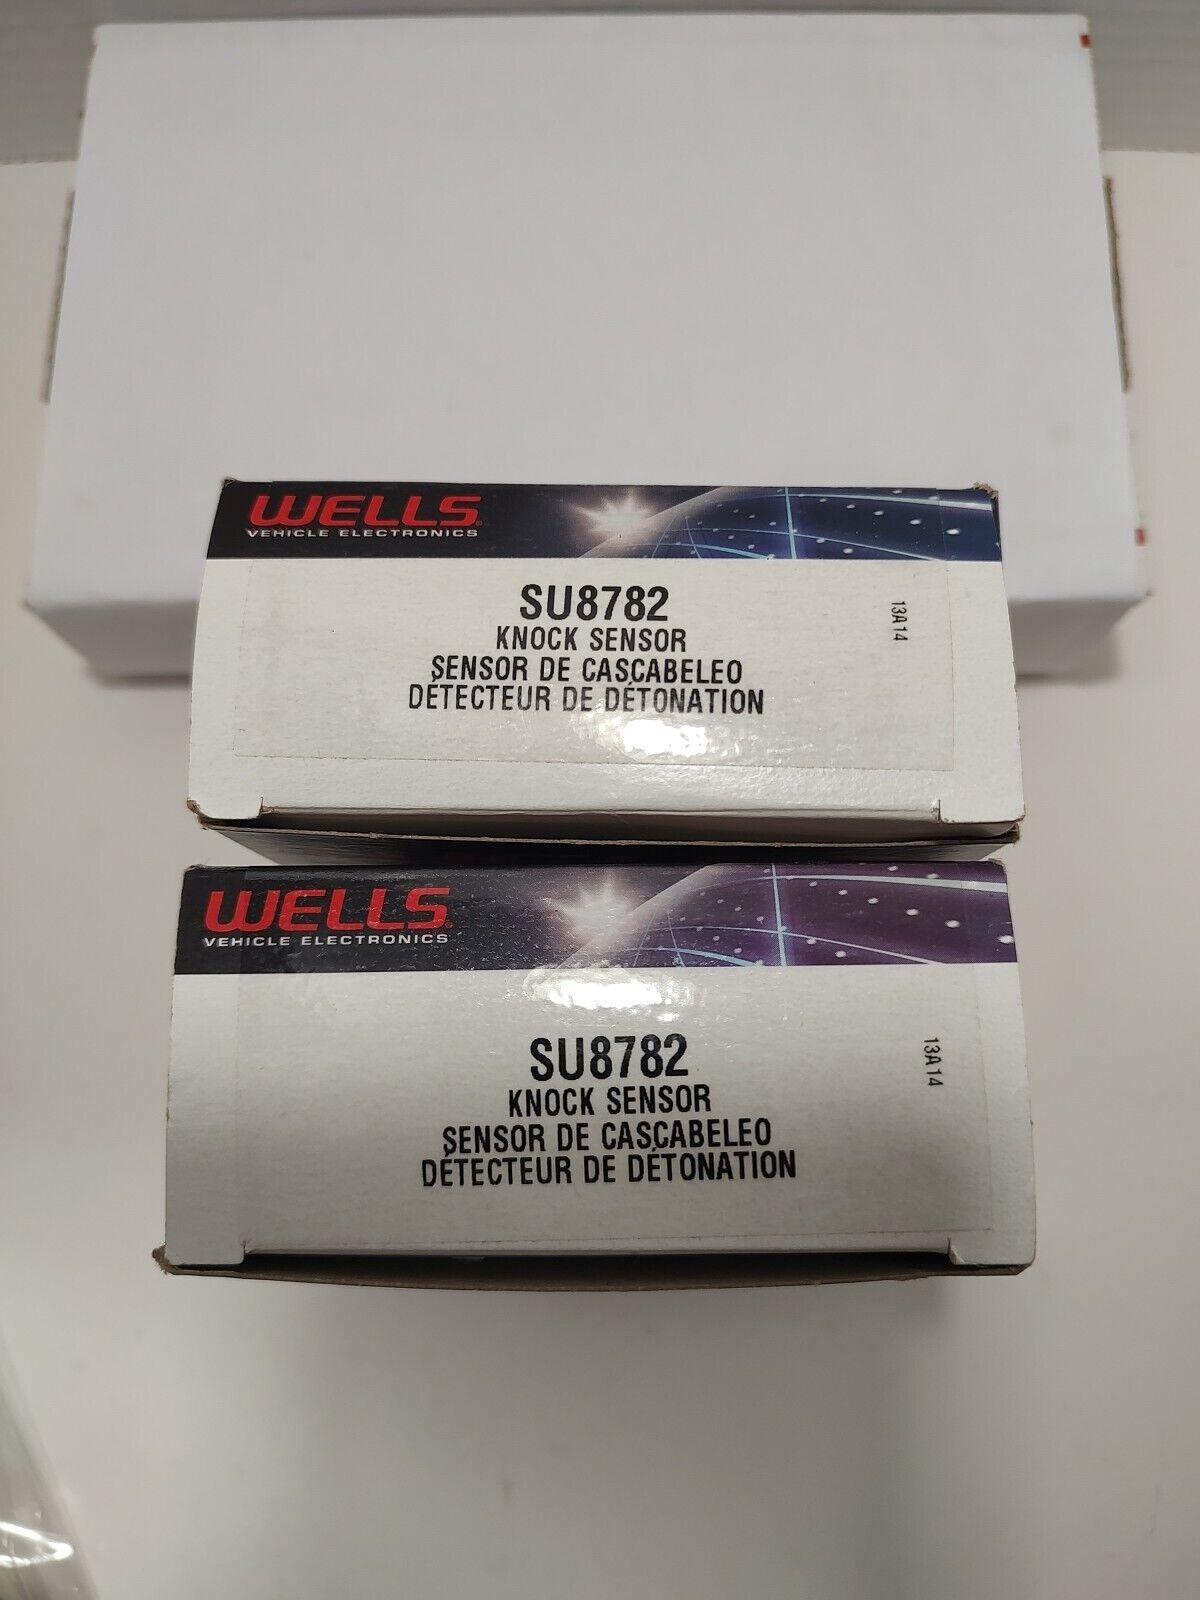 WELLS
VEHICLE ELECTRONICS
SU8782
KNOCK SENSOR
SENSOR DE CASCABELEO
DÉTECTEUR DE DÉTONATION
13A14
WELLS
VEHICLE ELECTRONICS
SU8782
KNOCK SENSOR
SENSOR DE CASCABELEO
DÉTECTEUR DE DÉTONATION
13A14